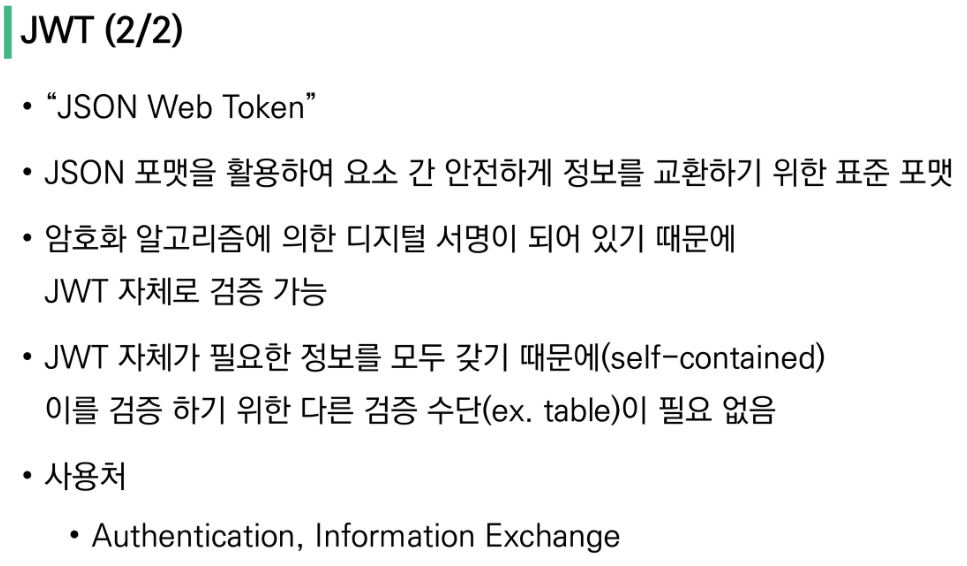 JWT (2/2)
• “JSON Web Token”
• JSON 포맷을 활용하여 요소 간 안전하게 정보를 교환하기 위한 표준 포맷
• 암호화 알고리즘에 의한 디지털 서명이 되어 있기 때문에
JWT 자체로 검증 가능
• JWT 자체가 필요한 정보를 모두 갖기 때문에(self-contained)
이를 검증 하기 위한 다른 검증 수단(ex. table)이 필요 없음
• 사용처
• Authentication, Information Exchange